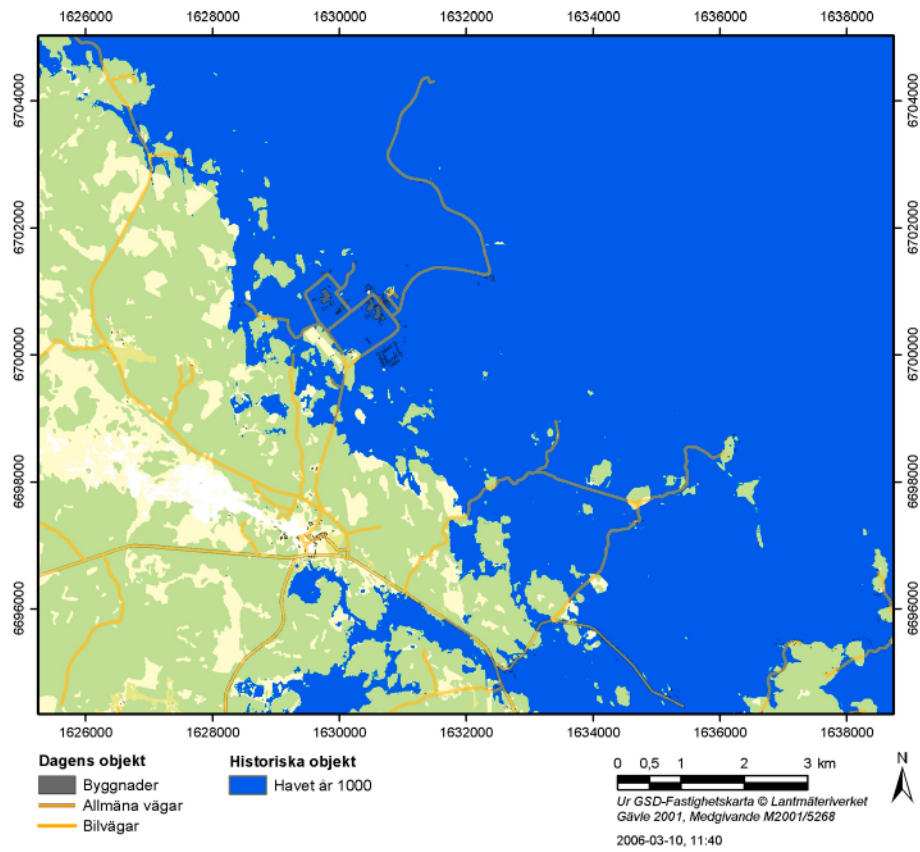 1626000 1628000 1630000 1632000 1634000 1636000 1638000
6704000 6704000
6702000 6702000
6700000 6700000
6698000 6698000
6696000 6696000
1626000 1628000 1630000 1632000 1634000 1636000 1638000
Dagens objekt
Byggnader
Allmäna vägar
Bilvägar
Historiska objekt
Havet år 1000
0 0,5 1 2 3 km
Ur GSD-Fastighetskarta © Lantmäteriverket
Gävle 2001, Medgivande M2001/5268
2006-03-10, 11:40
N